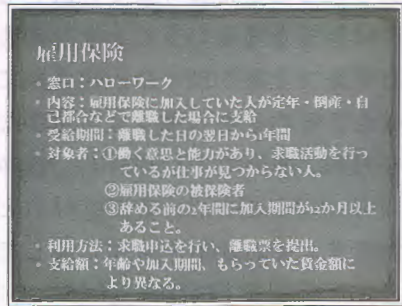 雇用保険
・窓口：ハローワーク
・内容：雇用保険に加入していた人が定年・倒産・自
己都合などで離職した場合に支給
・受給期間：離職した日の翌日から1年間
・対象者：①働く意思と能力があり、求職活動を行っ
ているが仕事が見つからない人。
②雇用保険の被保険者
③辞める前の2年間に加入期間が12か月以上
あること。
・利用方法：求職申込を行い、離職票を提出。
・支給額：年齢や加入期間、もらっていた賃金額に
より異なる。